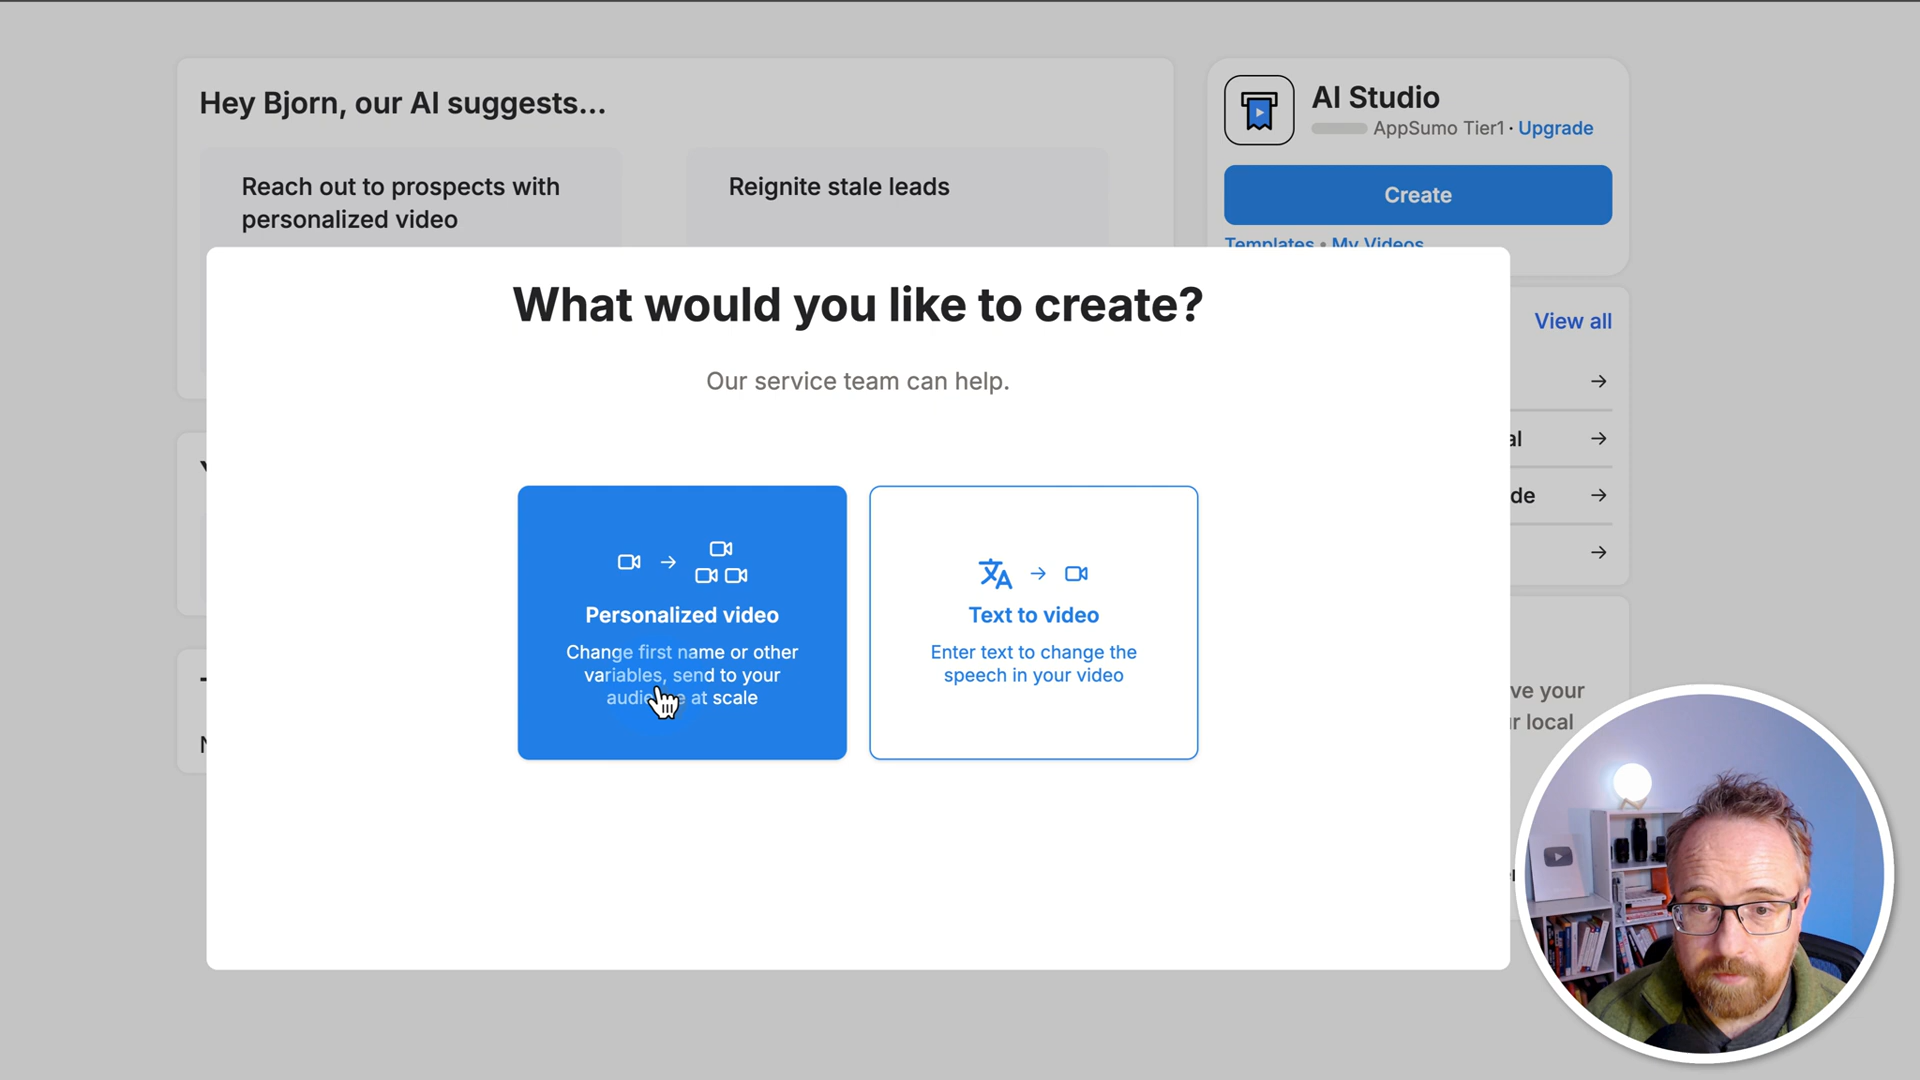 Hey Bjorn, our AI suggests...
Reach out to prospects with
personalized video
Reignite stale leads
AI Studio
AppSumo Tier1 · Upgrade
Create
Templates • My Videos
View all
What would you like to create?
Our service team can help.
Personalized video
Change first name or other
variables, send to your
at scale
Text to video
Enter text to change the
speech in your video
al
de
ve your
r local